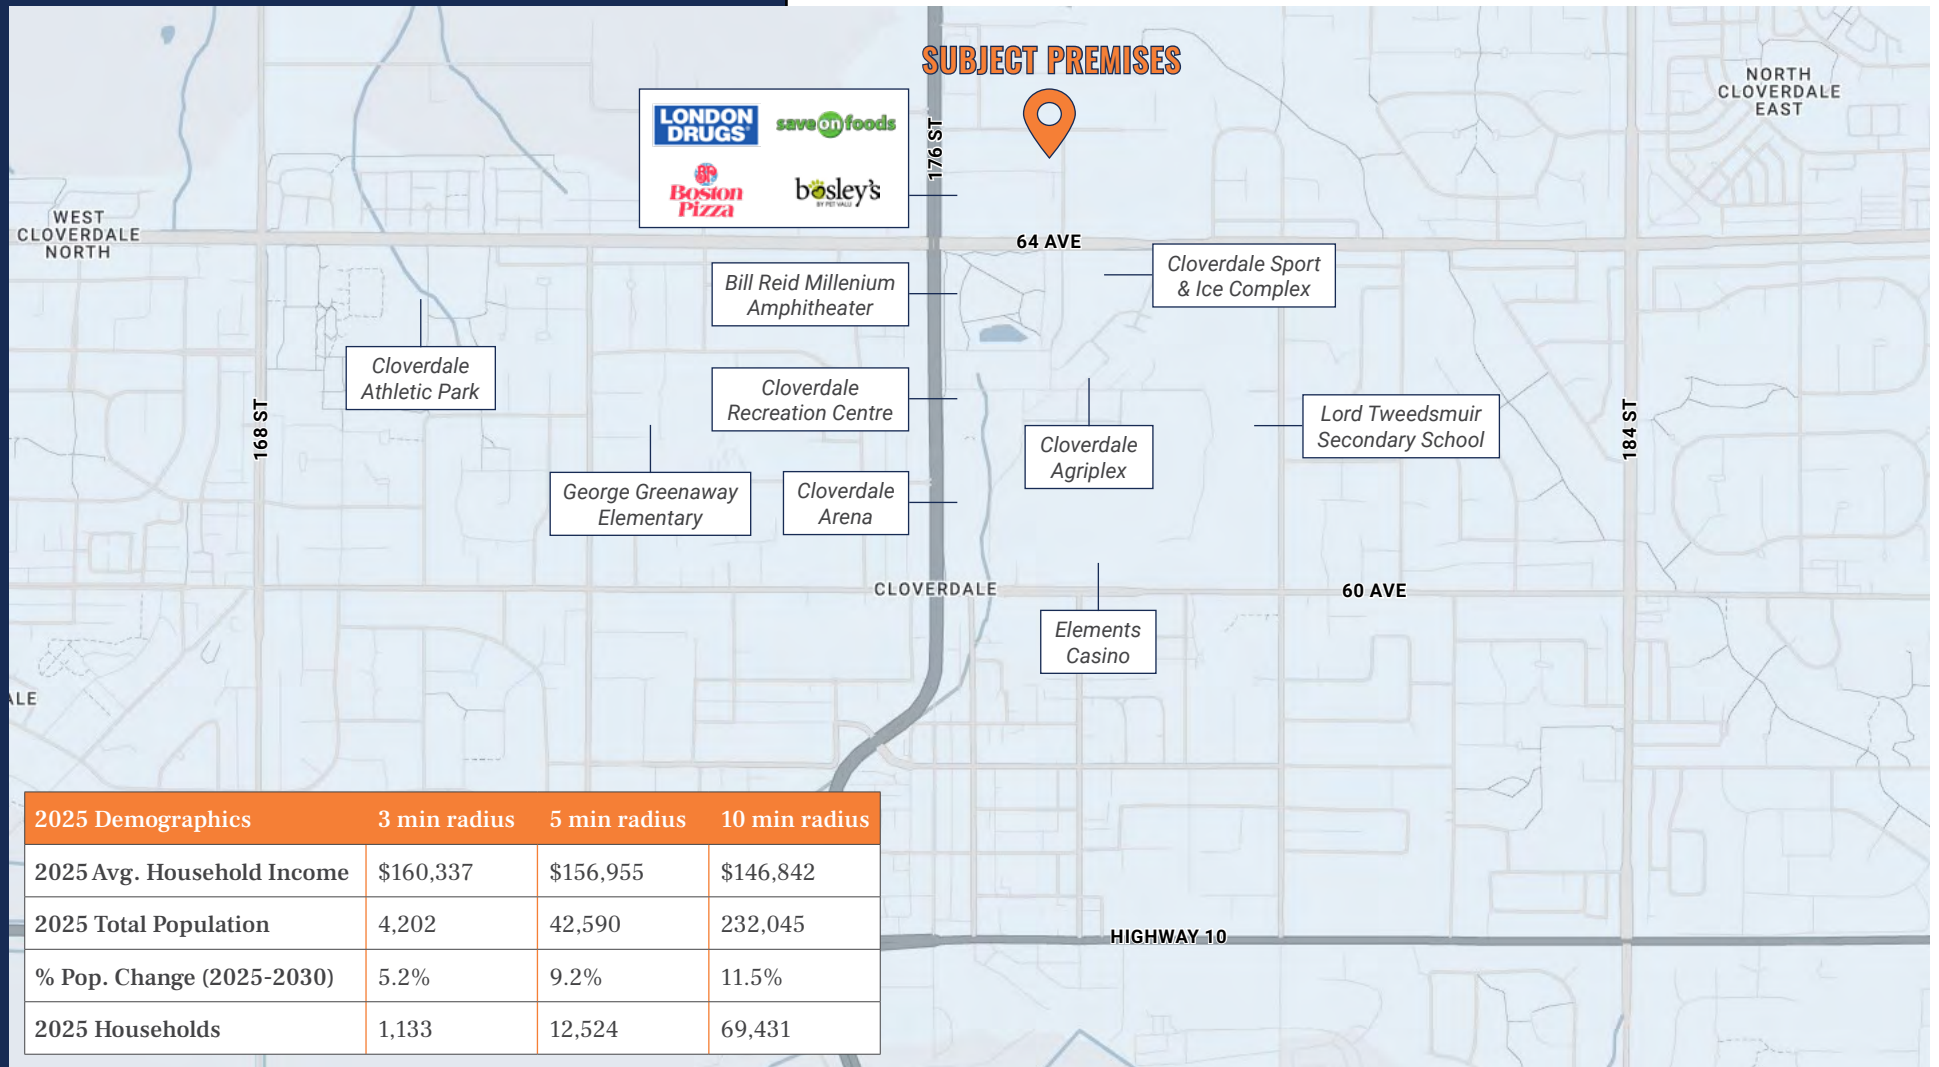 SUBJECT PREMISES
NORTH
CLOVERDALE
EAST
LONDON
DRUGS
save on foods
BP
Boston
Pizza
bosley's
BY PET VALU
176 ST
WEST
CLOVERDALE
NORTH
64 AVE
Bill Reid Millenium
Amphitheater
Cloverdale Sport
& Ice Complex
Cloverdale
Athletic Park
Cloverdale
Recreation Centre
168 ST
Cloverdale
Agriplex
Lord Tweedsmuir
Secondary School
184 ST
George Greenaway
Elementary
Cloverdale
Arena
CLOVERDALE
60 AVE
Elements
Casino
ALE
2025 Demographics 3 min radius 5 min radius 10 min radius
2025 Avg. Household Income $160,337 $156,955 $146,842
2025 Total Population 4,202 42,590 232,045
% Pop. Change (2025-2030) 5.2% 9.2% 11.5%
2025 Households 1,133 12,524 69,431
HIGHWAY 10